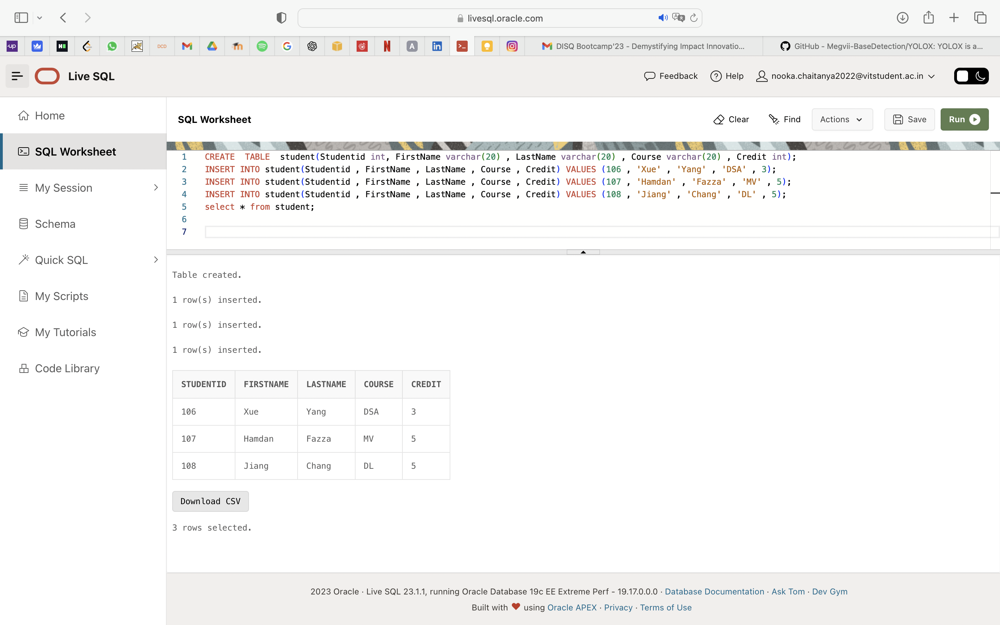 livesql.oracle.com
up
DCD
A
in
DISQ Bootcamp'23 - Demystifying Impact Innovatio...
GitHub - Megvii-BaseDetection/YOLOX: YOLOX is a...
Live SQL
Feedback
Help
nooka.chaitanya2022@vitstudent.ac.in
Home
SQL Worksheet
My Session
Schema
Quick SQL
My Scripts
My Tutorials
Code Library
SQL Worksheet
Clear
Find
Actions
Save
Run
1 CREATE  TABLE  student(Studentid int, FirstName varchar(20) , LastName varchar(20) , Course varchar(20) , Credit int);
2 INSERT INTO student(Studentid , FirstName , LastName , Course , Credit) VALUES (106 , 'Xue' , 'Yang' , 'DSA' , 3);
3 INSERT INTO student(Studentid , FirstName , LastName , Course , Credit) VALUES (107 , 'Hamdan' , 'Fazza' , 'MV' , 5);
4 INSERT INTO student(Studentid , FirstName , LastName , Course , Credit) VALUES (108 , 'Jiang' , 'Chang' , 'DL' , 5);
5 select * from student;
6
7
Table created.
1 row(s) inserted.
1 row(s) inserted.
1 row(s) inserted.
STUDENTID FIRSTNAME LASTNAME COURSE CREDIT
106 Xue Yang DSA 3
107 Hamdan Fazza MV 5
108 Jiang Chang DL 5
Download CSV
3 rows selected.
2023 Oracle · Live SQL 23.1.1, running Oracle Database 19c EE Extreme Perf - 19.17.0.0.0 · Database Documentation · Ask Tom · Dev Gym
Built with ❤ using Oracle APEX · Privacy · Terms of Use